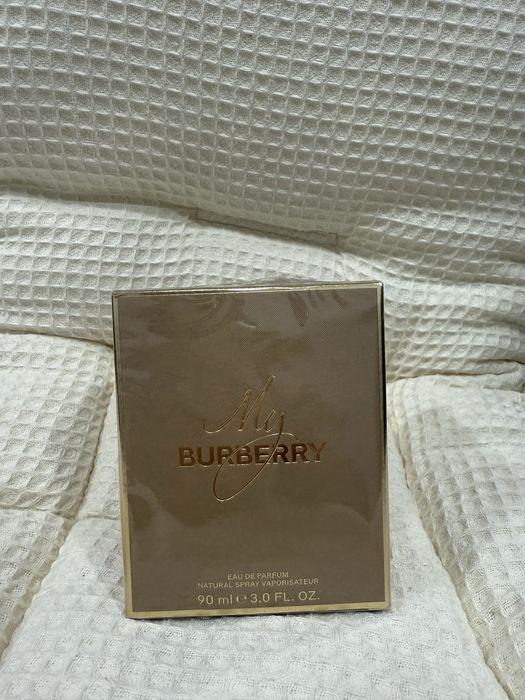 My
BURBERRY
EAU DE PARFUM
NATURAL SPRAY VAPORISATEUR
90 ml ℮ 3.0 FL. OZ.